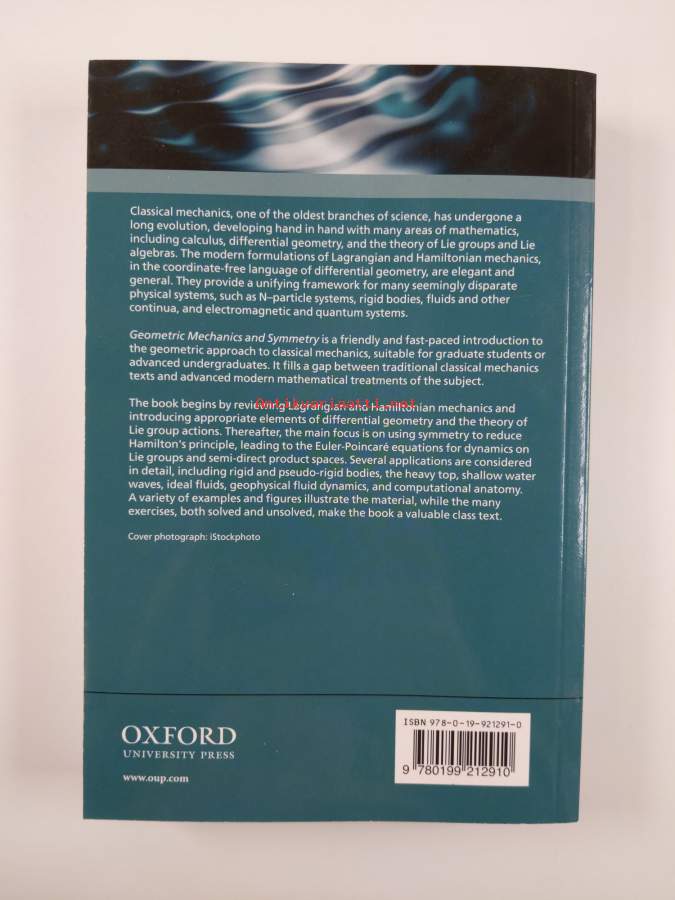 Classical mechanics, one of the oldest branches of science, has undergone a
long evolution, developing hand in hand with many areas of mathematics,
including calculus, differential geometry, and the theory of Lie groups and Lie
algebras. The modern formulations of Lagrangian and Hamiltonian mechanics,
in the coordinate-free language of differential geometry, are elegant and
general. They provide a unifying framework for many seemingly disparate
physical systems, such as N–particle systems, rigid bodies, fluids and other
continua, and electromagnetic and quantum systems.
Geometric Mechanics and Symmetry is a friendly and fast-paced introduction to
the geometric approach to classical mechanics, suitable for graduate students or
advanced undergraduates. It fills a gap between traditional classical mechanics
texts and advanced modern mathematical treatments of the subject.
Antikvariaatti.net
The book begins by reviewing Lagrangian and Hamiltonian mechanics and
introducing appropriate elements of differential geometry and the theory of
Lie group actions. Thereafter, the main focus is on using symmetry to reduce
Hamilton's principle, leading to the Euler-Poincaré equations for dynamics on
Lie groups and semi-direct product spaces. Several applications are considered
in detail, including rigid and pseudo-rigid bodies, the heavy top, shallow water
waves, ideal fluids, geophysical fluid dynamics, and computational anatomy.
A variety of examples and figures illustrate the material, while the many
exercises, both solved and unsolved, make the book a valuable class text.
Cover photograph: iStockphoto
OXFORD
UNIVERSITY PRESS
www.oup.com
ISBN 978-0-19-921291-0
9 780199 212910